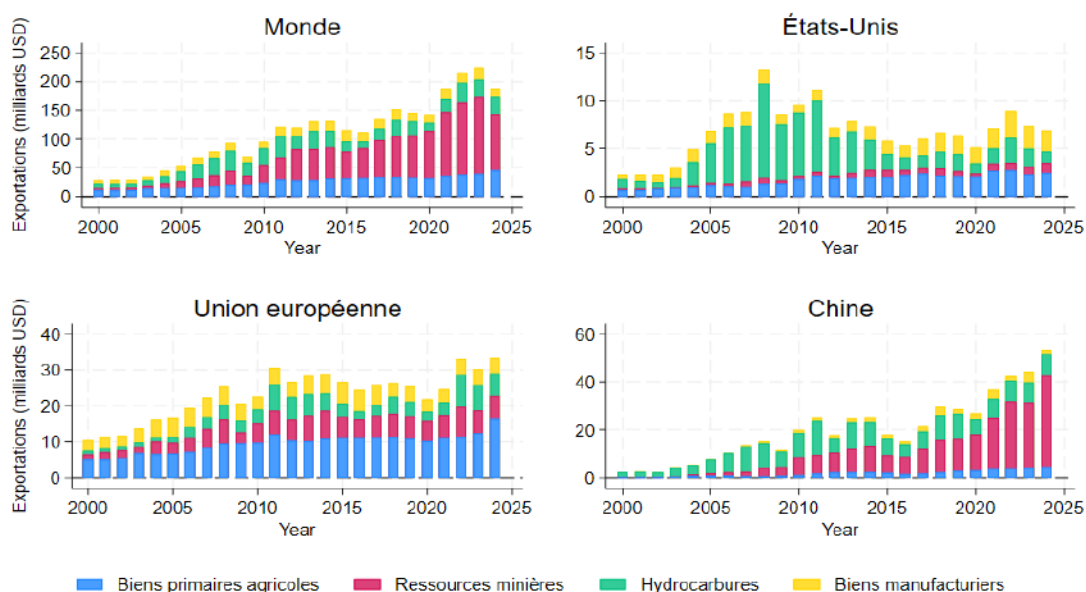 Monde
Exportations (milliards USD)
250
200
150
100
50
0
2000 2005 2010 2015 2020 2025
Year
États-Unis
15
10
5
0
2000 2005 2010 2015 2020 2025
Year
Union européenne
Exportations (milliards USD)
40
30
20
10
0
2000 2005 2010 2015 2020 2025
Year
Chine
60
40
20
0
2000 2005 2010 2015 2020 2025
Year
Biens primaires agricoles Ressources minières Hydrocarbures Biens manufacturiers